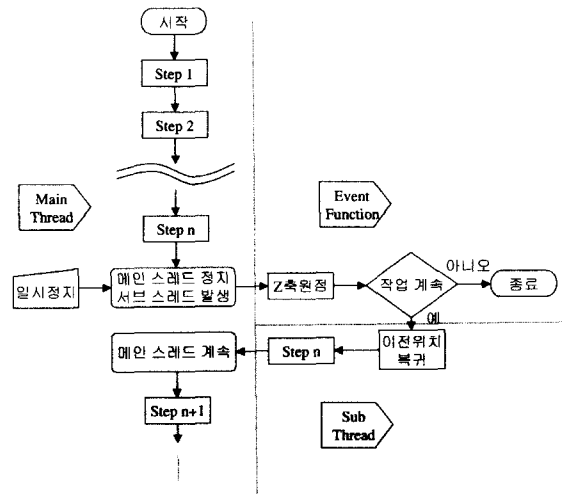 시작
Step 1
Step 2
Main
Thread
Event
Function
Step n
일시정지
메인 스레드 정지
서브 스레드 발생
Z축원점
작업 계속
아니오
종료
예
이전위치
복귀
Step n
메인 스레드 계속
Step n+1
Sub
Thread